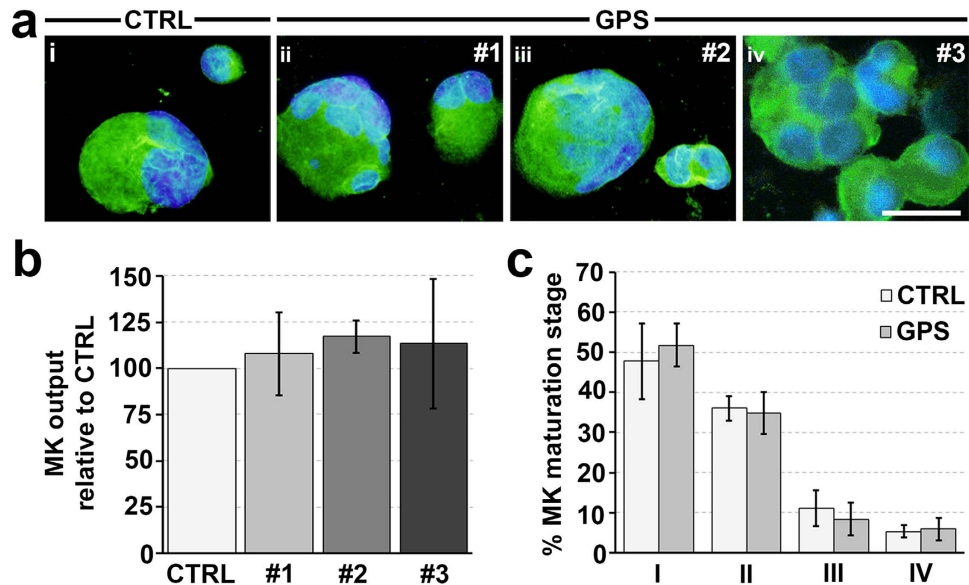 a
CTRL
GPS
i
ii
#1
iii
#2
iv
#3
b
MK output
relative to CTRL
150
125
100
75
50
25
0
CTRL
#1
#2
#3
c
% MK maturation stage
70
60
50
40
30
20
10
0
CTRL
GPS
I
II
III
IV